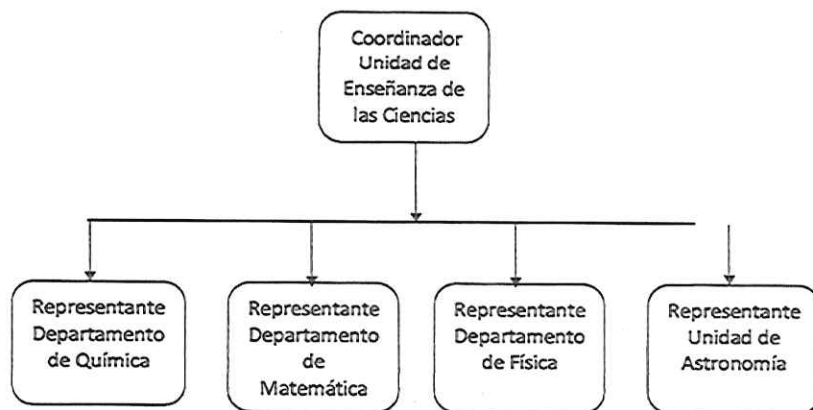 Coordinador
Unidad de
Enseñanza de
las Ciencias
Representante
Departamento
de Química
Representante
Departamento
de
Matemática
Representante
Departamento
de Física
Representante
Unidad de
Astronomía